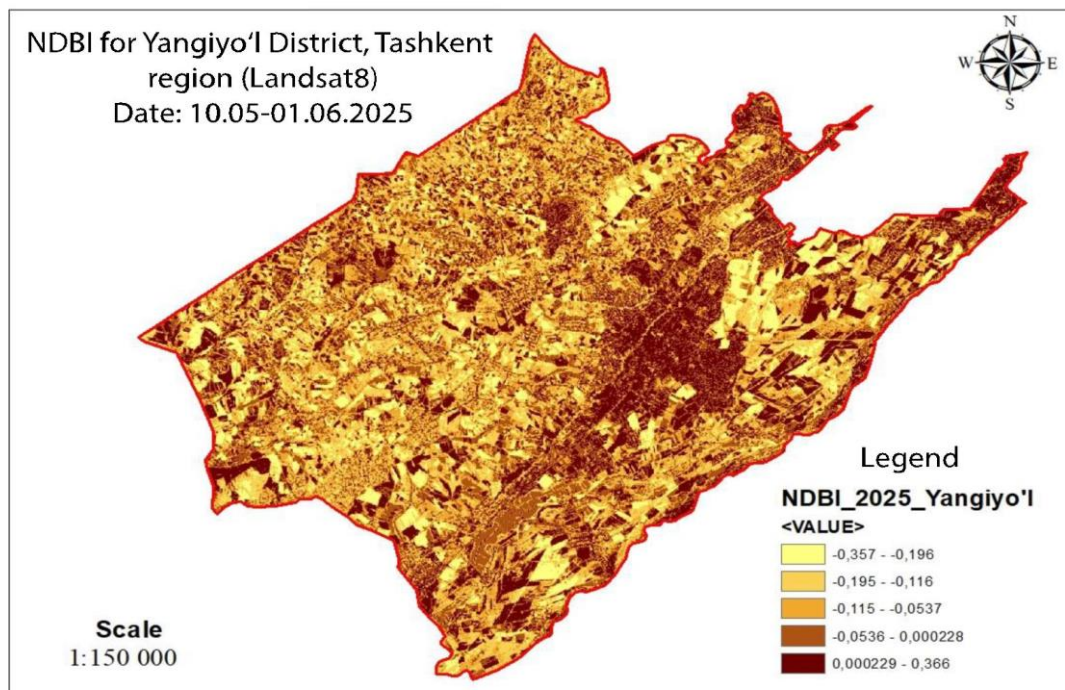 NDBI for Yangiyo‘l District, Tashkent
region (Landsat8)
Date: 10.05-01.06.2025
N
W E
S
Legend
NDBI_2025_Yangiyo'l
<VALUE>
-0,357 - -0,196
-0,195 - -0,116
-0,115 - -0,0537
-0,0536 - 0,000228
0,000229 - 0,366
Scale
1:150 000